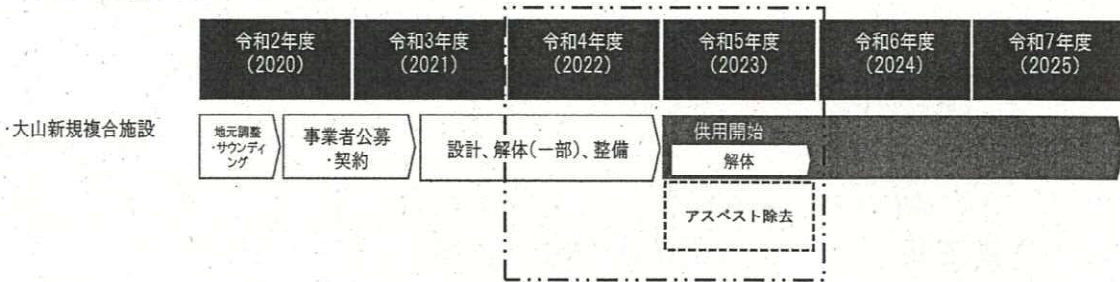 令和2年度
(2020)
令和3年度
(2021)
令和4年度
(2022)
令和5年度
(2023)
令和6年度
(2024)
令和7年度
(2025)
・大山新規複合施設
地元調整
・サウンディ
ング
事業者公募
・契約
設計、解体(一部)、整備
供用開始
解体
アスベスト除去